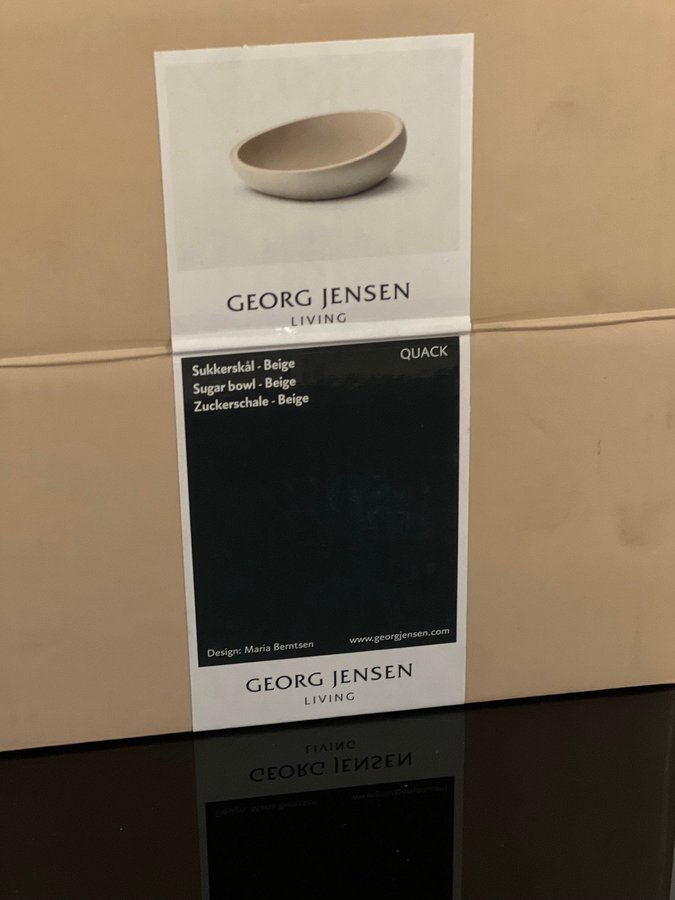 GEORG JENSEN
LIVING
QUACK
Sukkerskål - Beige
Sugar bowl - Beige
Zuckerschale - Beige
Design: Maria Berntsen
www.georgjensen.com
GEORG JENSEN
LIVING